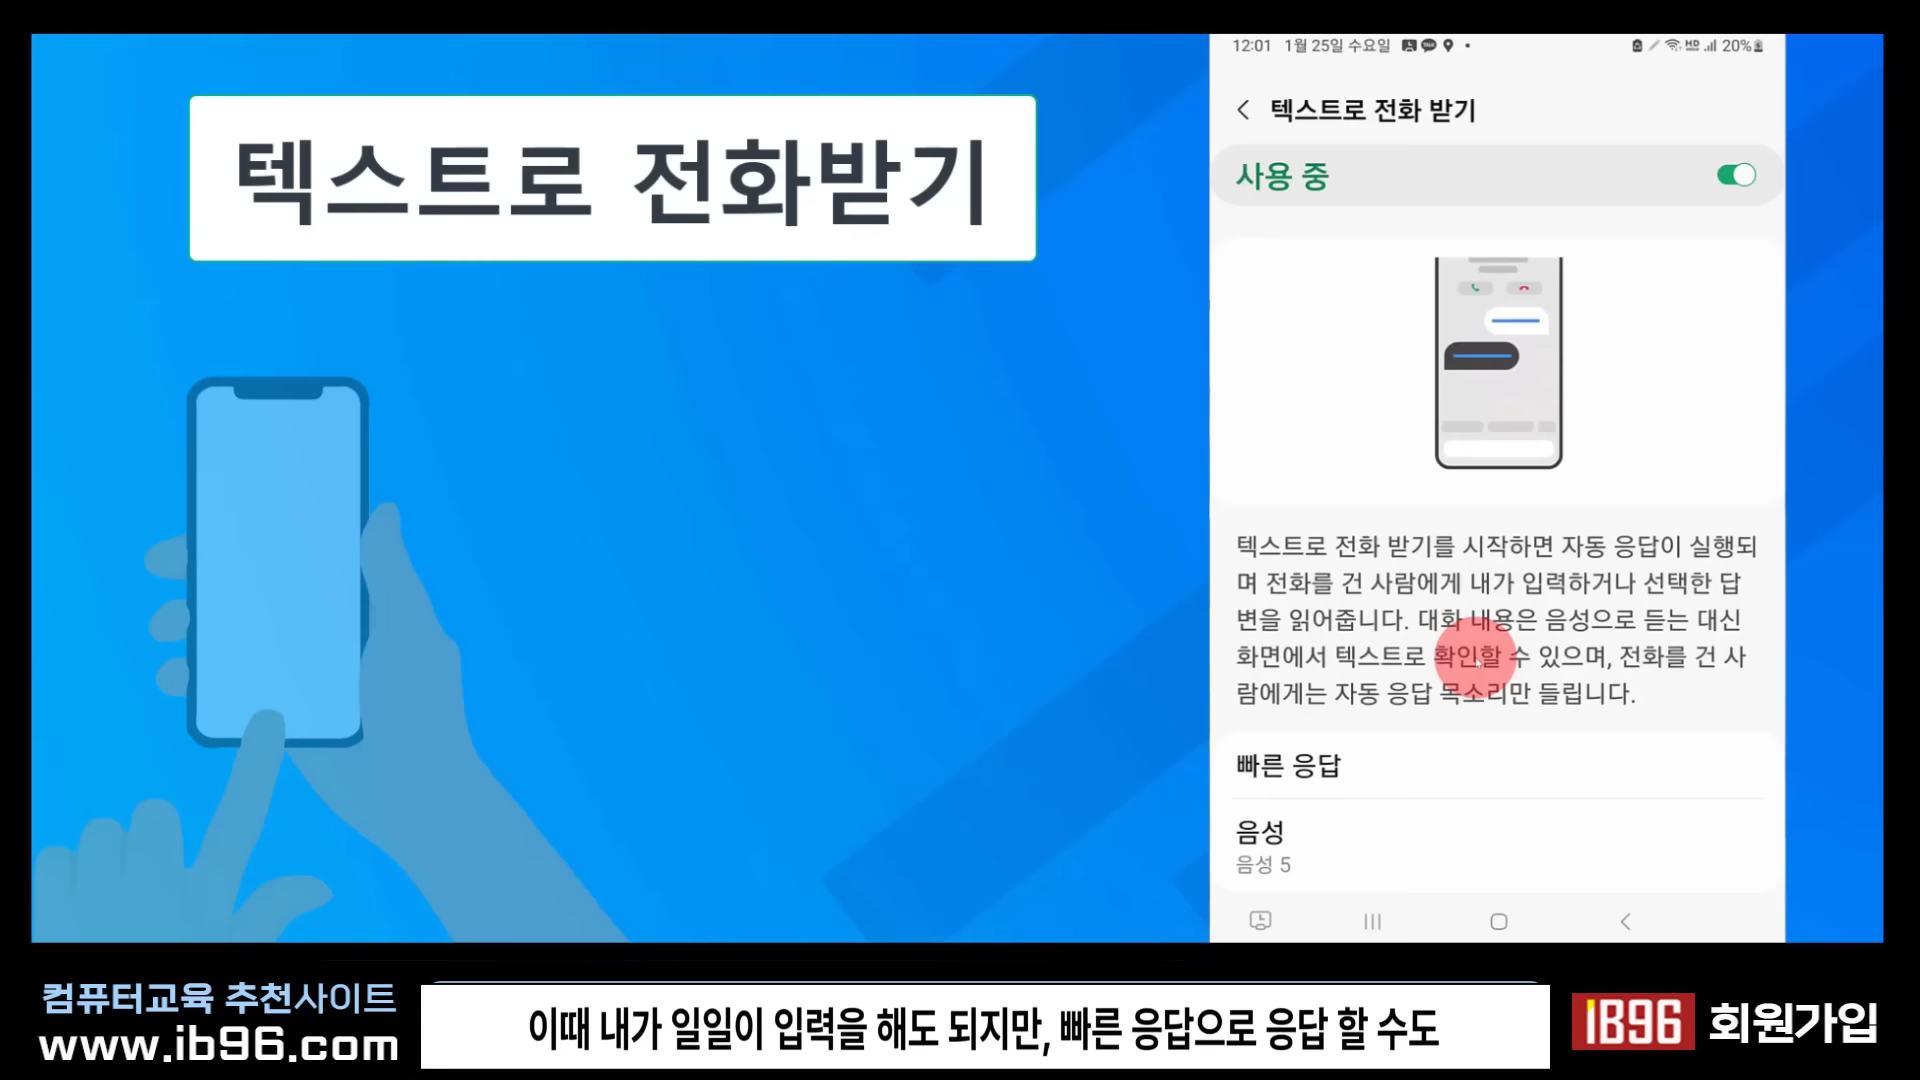 텍스트로 전화받기
12:01 1월 25일 수요일
20%
텍스트로 전화 받기
사용 중
텍스트로 전화 받기를 시작하면 자동 응답이 실행되
며 전화를 건 사람에게 내가 입력하거나 선택한 답
변을 읽어줍니다. 대화 내용은 음성으로 듣는 대신
화면에서 텍스트로 확인할 수 있으며, 전화를 건 사
람에게는 자동 응답 목소리만 들립니다.
빠른 응답
음성
음성 5
컴퓨터교육 추천사이트
www.ib96.com
이때 내가 일일이 입력을 해도 되지만, 빠른 응답으로 응답 할 수도
iB96 회원가입